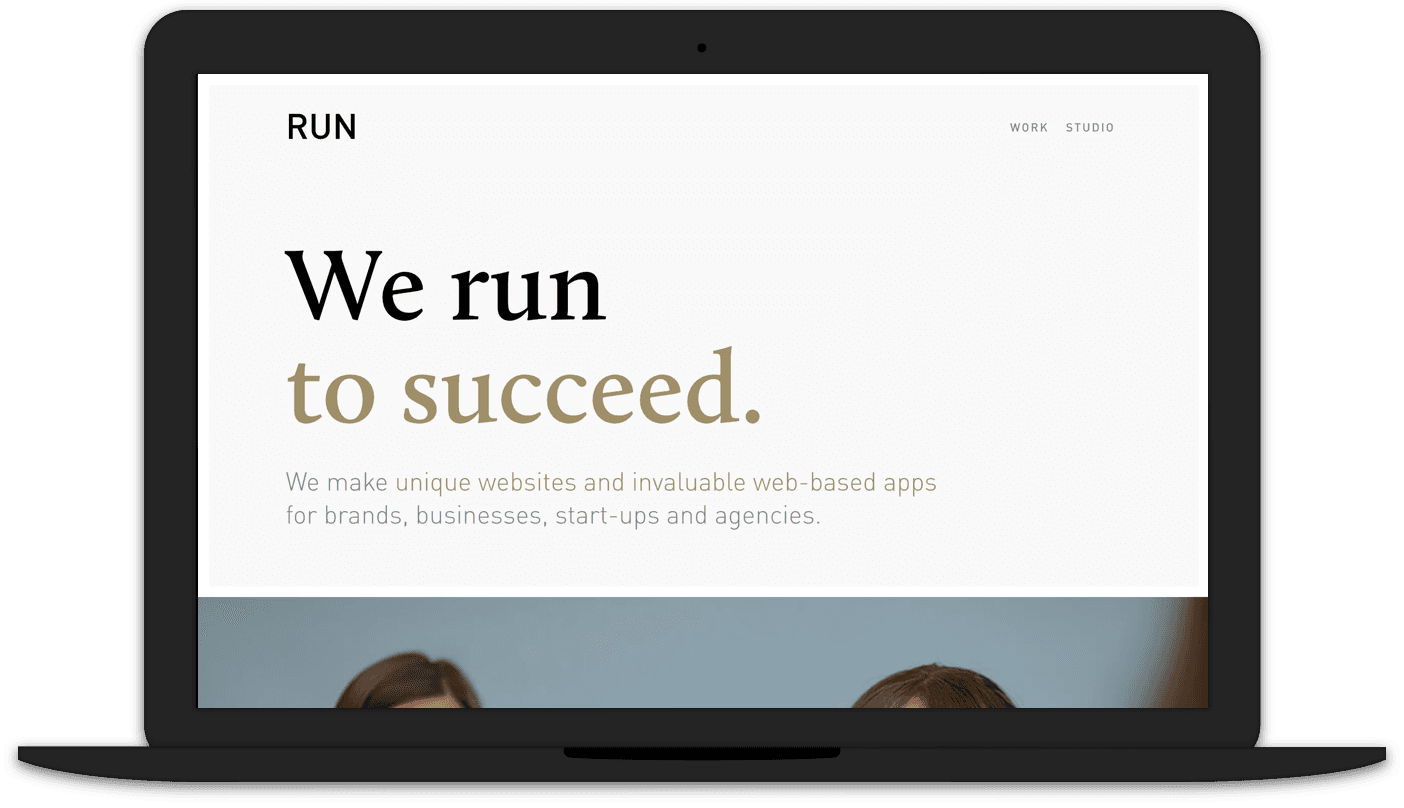 RUN
WORK STUDIO
We run
to succeed.
We make unique websites and invaluable web-based apps
for brands, businesses, start-ups and agencies.